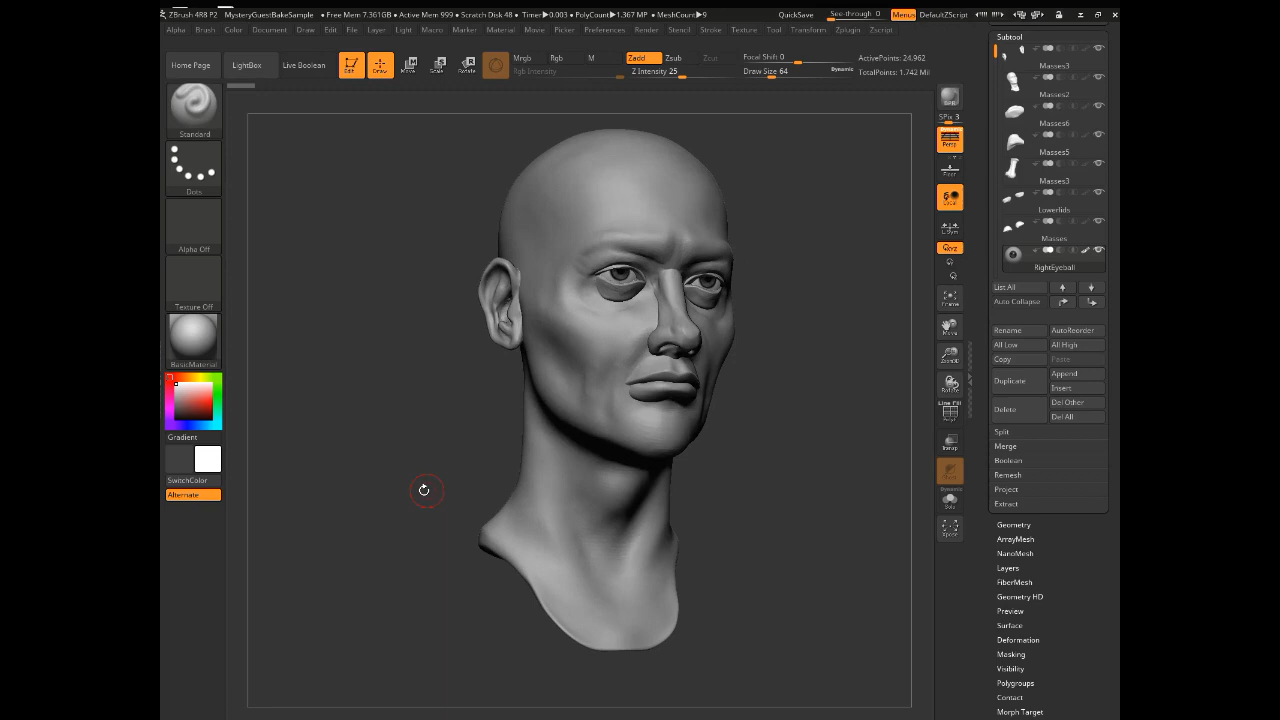 ZBrush 4R8 P2 MysteryGuestBakeSample • Free Mem 7.361GB • Active Mem 999 • Scratch Disk 48 • Timer▶0.003 • PolyCount▶1.367 MP • MeshCount▶9 QuickSave See-through 0 Menus DefaultZScript
Alpha Brush Color Document Draw Edit File Layer Light Macro Marker Material Movie Picker Preferences Render Stencil Stroke Texture Tool Transform Zplugin Zscript
Home Page LightBox Live Boolean Edit Draw Move Scale Rotate
Mrgb Rgb M Zadd Zsub Zcut Focal Shift 0 ActivePoints: 24,962
Rgb Intensity Z Intensity 25 Draw Size 64 Dynamic TotalPoints: 1.742 Mil
Standard
Dots
Alpha Off
Texture Off
BasicMaterial
Gradient
SwitchColor
Alternate
BPR
SPix 3
Dynamic
Persp
Floor
Local
L.Sym
Frame
Move
Zoom3D
Rotate
Line Fill
PolyF
Transp
Dynamic
Solo
Xpose
Subtool
Masses3
Masses2
Masses6
Masses5
Masses3
Lowerlids
Masses
RightEyeball
List All
Auto Collapse
Rename AutoReorder
All Low All High
Copy Paste
Duplicate Append
Insert
Delete Del Other
Del All
Split
Merge
Boolean
Remesh
Project
Extract
Geometry
ArrayMesh
NanoMesh
Layers
FiberMesh
Geometry HD
Preview
Surface
Deformation
Masking
Visibility
Polygroups
Contact
Morph Target